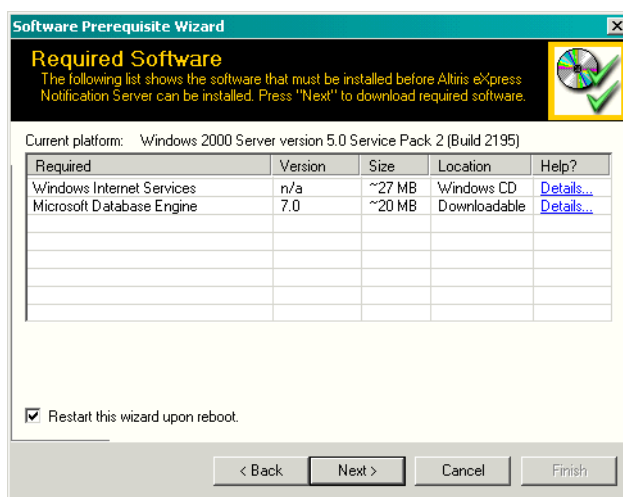 Software Prerequisite Wizard
Required Software
The following list shows the software that must be installed before Altiris eXpress
Notification Server can be installed. Press "Next" to download required software.
Current platform: Windows 2000 Server version 5.0 Service Pack 2 (Build 2195)
Required Version Size Location Help?
Windows Internet Services n/a ~27 MB Windows CD Details...
Microsoft Database Engine 7.0 ~20 MB Downloadable Details...
Restart this wizard upon reboot.
< Back Next > Cancel Finish